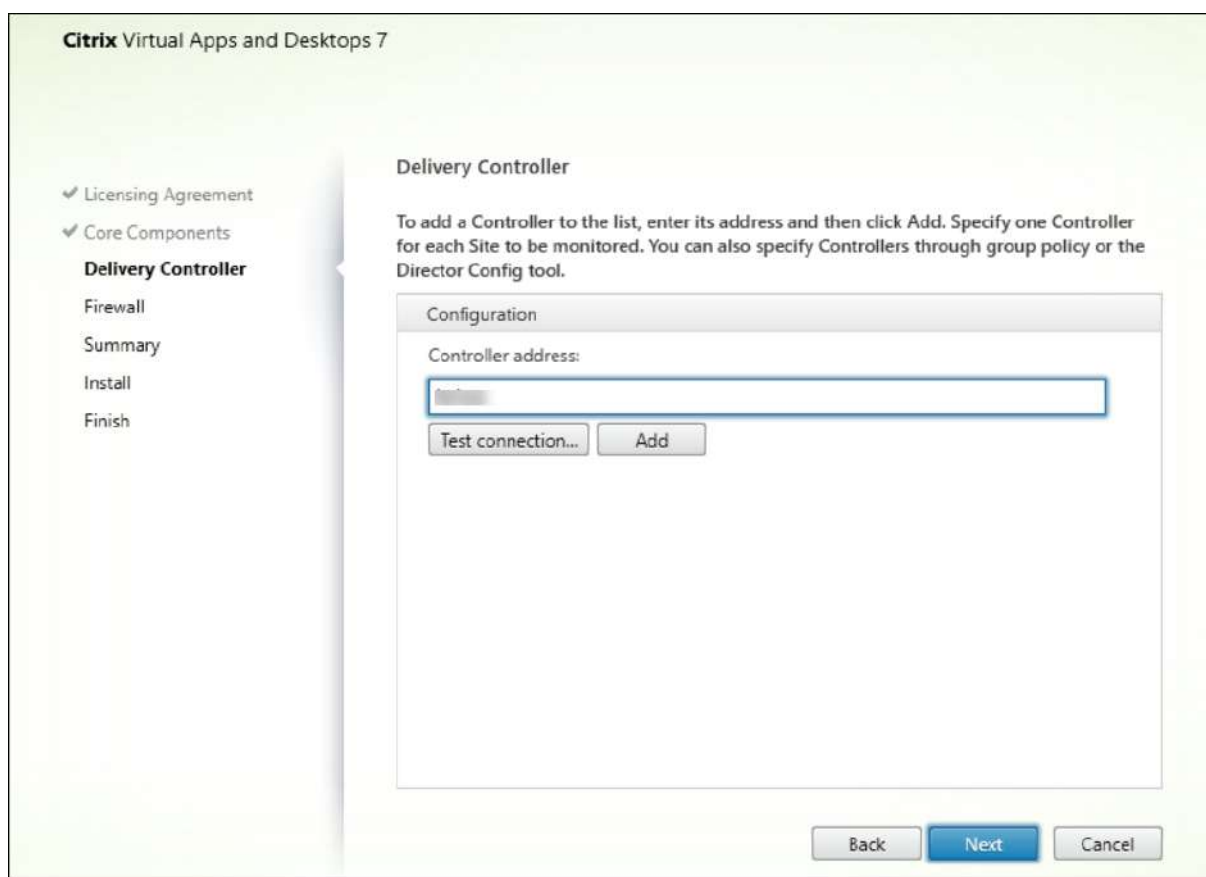 Citrix Virtual Apps and Desktops 7
Licensing Agreement
Core Components
Delivery Controller
Firewall
Summary
Install
Finish
Delivery Controller
To add a Controller to the list, enter its address and then click Add. Specify one Controller
for each Site to be monitored. You can also specify Controllers through group policy or the
Director Config tool.
Configuration
Controller address:
Test connection...
Add
Back
Next
Cancel